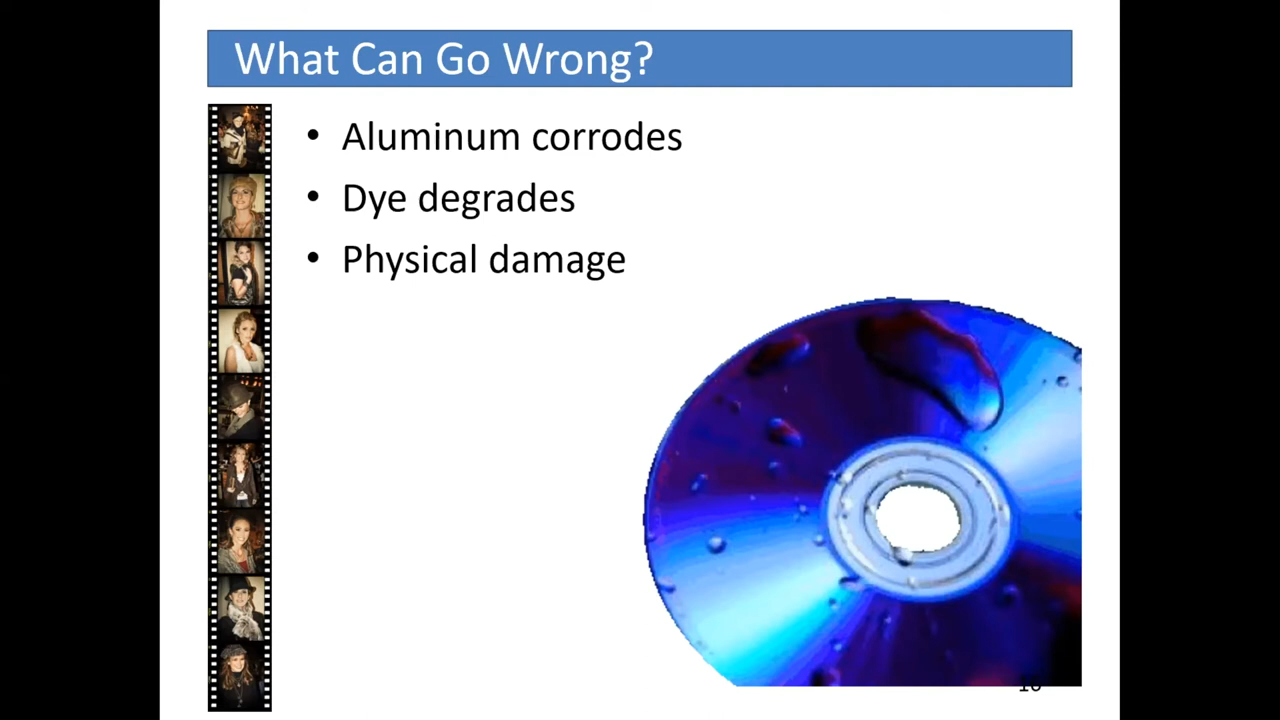 What Can Go Wrong?
• Aluminum corrodes
• Dye degrades
• Physical damage